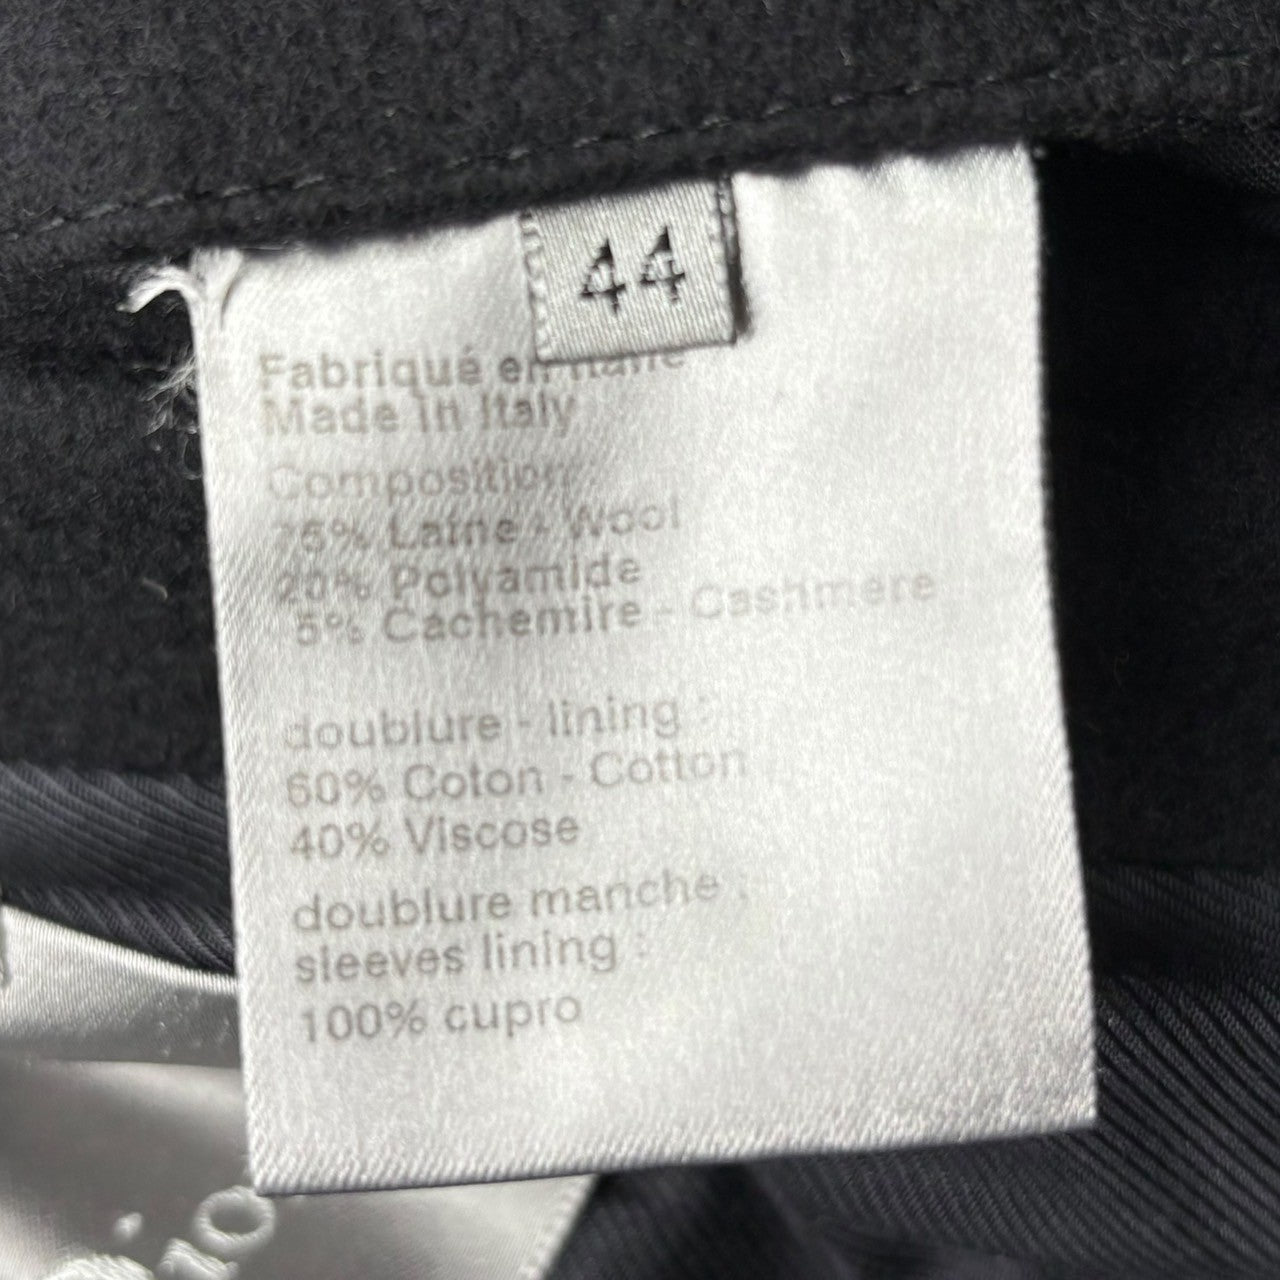 44
Fabriqué en Italie
Made in Italy
Composition
75% Laine - Wool
20% Polyamide
5% Cachemire - Cashmere
doublure - lining :
60% Coton - Cotton
40% Viscose
doublure manche :
sleeves lining :
100% cupro